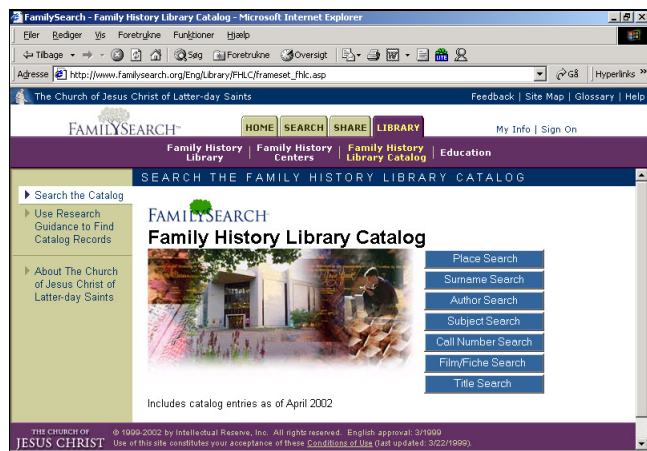 FamilySearch - Family History Library Catalog - Microsoft Internet Explorer
Filer Rediger Vis Foretrukne Funktioner Hjælp
Tilbage Søg Foretrukne Oversigt
Adresse http://www.familysearch.org/Eng/Library/FHLC/frameset_fhlc.asp Gå Hyperlinks »
The Church of Jesus Christ of Latter-day Saints Feedback | Site Map | Glossary | Help
FAMILYSEARCH™ HOME SEARCH SHARE LIBRARY My Info | Sign On
Family History Library | Family History Centers | Family History Library Catalog | Education
SEARCH THE FAMILY HISTORY LIBRARY CATALOG
Search the Catalog
Use Research
Guidance to Find
Catalog Records
About The Church
of Jesus Christ of
Latter-day Saints
FAMILYSEARCH
Family History Library Catalog
Place Search
Surname Search
Author Search
Subject Search
Call Number Search
Film/Fiche Search
Title Search
Includes catalog entries as of April 2002
THE CHURCH OF
JESUS CHRIST
© 1999-2002 by Intellectual Reserve, Inc. All rights reserved. English approval: 3/1999
Use of this site constitutes your acceptance of these Conditions of Use (last updated: 3/22/1999).